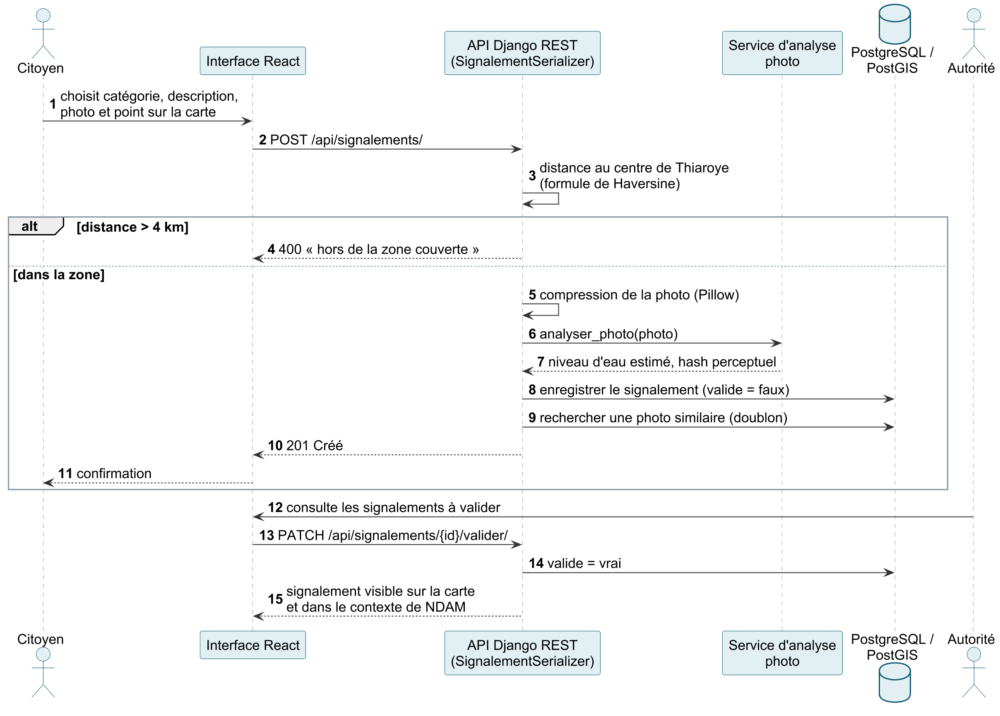 Citoyen
Interface React
API Django REST
(SignalementSerializer)
Service d'analyse
photo
PostgreSQL /
PostGIS
Autorité
1 choisit catégorie, description,
photo et point sur la carte
2 POST /api/signalements/
3 distance au centre de Thiaroye
(formule de Haversine)
alt [distance > 4 km]
4 400 « hors de la zone couverte »
[dans la zone]
5 compression de la photo (Pillow)
6 analyser_photo(photo)
7 niveau d'eau estimé, hash perceptuel
8 enregistrer le signalement (valide = faux)
9 rechercher une photo similaire (doublon)
10 201 Créé
11 confirmation
12 consulte les signalements à valider
13 PATCH /api/signalements/{id}/valider/
14 valide = vrai
15 signalement visible sur la carte
et dans le contexte de NDAM
Citoyen
Interface React
API Django REST
(SignalementSerializer)
Service d'analyse
photo
PostgreSQL /
PostGIS
Autorité